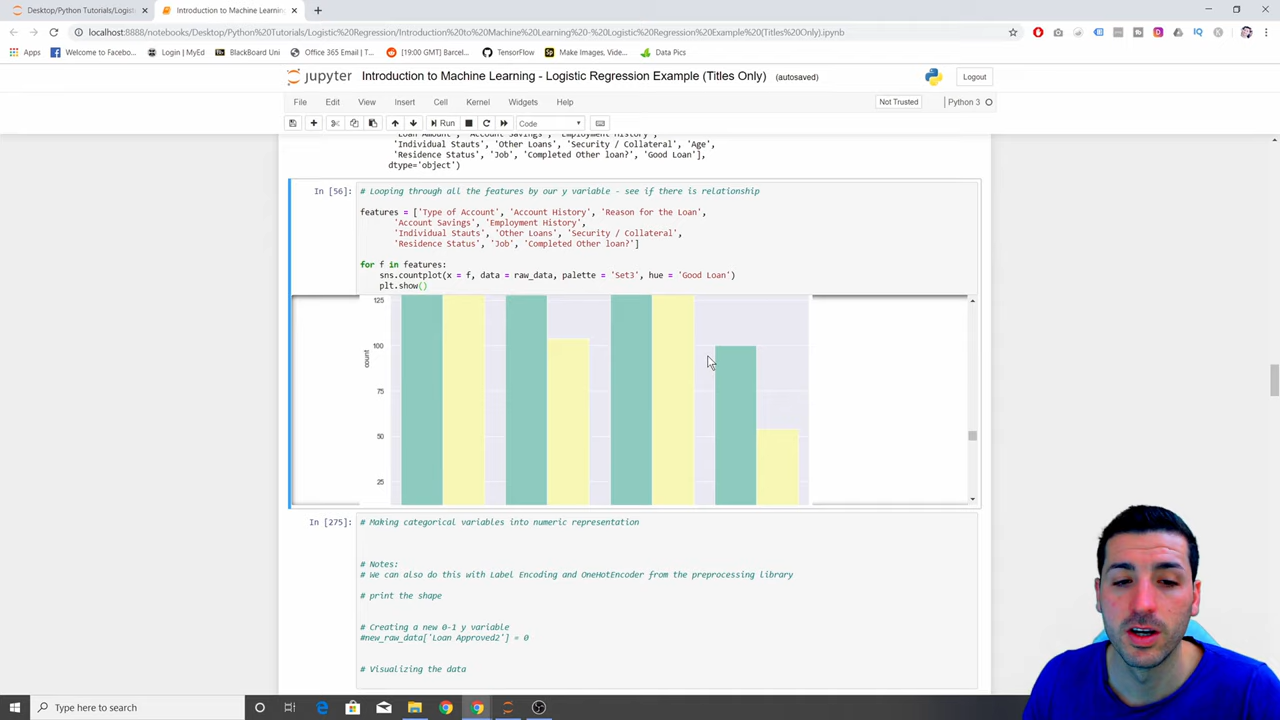 Desktop/Python Tutorials/Logist
Introduction to Machine Learning
localhost:8888/notebooks/Desktop/Python%20Tutorials/Logistic%20Regression/Introduction%20to%20Machine%20Learning%20-%20Logistic%20Regression%20Example%20(Titles%20Only).ipynb
Apps
Welcome to Facebo...
Login | MyEd
BlackBoard Uni
Office 365 Email | T...
[19:00 GMT] Barcel...
TensorFlow
Make Images, Vide...
Data Pics
jupyter
Introduction to Machine Learning - Logistic Regression Example (Titles Only)
(autosaved)
Logout
File
Edit
View
Insert
Cell
Kernel
Widgets
Help
Not Trusted
Python 3
Run
Code
'Loan Amount', 'Account Savings', 'Employment History',
'Individual Stauts', 'Other Loans', 'Security / Collateral', 'Age',
'Residence Status', 'Job', 'Completed Other loan?', 'Good Loan'],
dtype='object')
In [56]:
# Looping through all the features by our y variable - see if there is relationship
features = ['Type of Account', 'Account History', 'Reason for the Loan',
'Account Savings', 'Employment History',
'Individual Stauts', 'Other Loans', 'Security / Collateral',
'Residence Status', 'Job', 'Completed Other loan?']
for f in features:
sns.countplot(x = f, data = raw_data, palette = 'Set3', hue = 'Good Loan')
plt.show()
125
100
75
50
25
count
In [275]:
# Making categorical variables into numeric representation
# Notes:
# We can also do this with Label Encoding and OneHotEncoder from the preprocessing library
# print the shape
# Creating a new 0-1 y variable
#new_raw_data['Loan Approved2'] = 0
# Visualizing the data
Type here to search